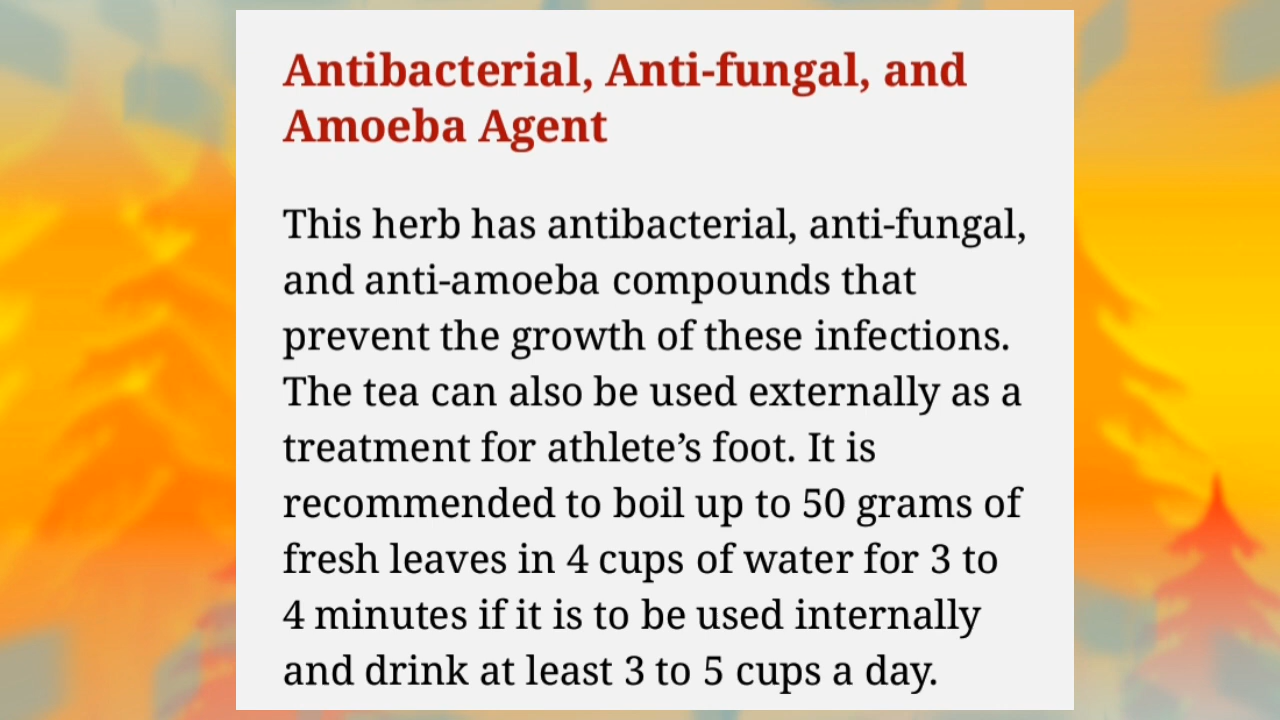 Antibacterial, Anti-fungal, and
Amoeba Agent
This herb has antibacterial, anti-fungal,
and anti-amoeba compounds that
prevent the growth of these infections.
The tea can also be used externally as a
treatment for athlete’s foot. It is
recommended to boil up to 50 grams of
fresh leaves in 4 cups of water for 3 to
4 minutes if it is to be used internally
and drink at least 3 to 5 cups a day.